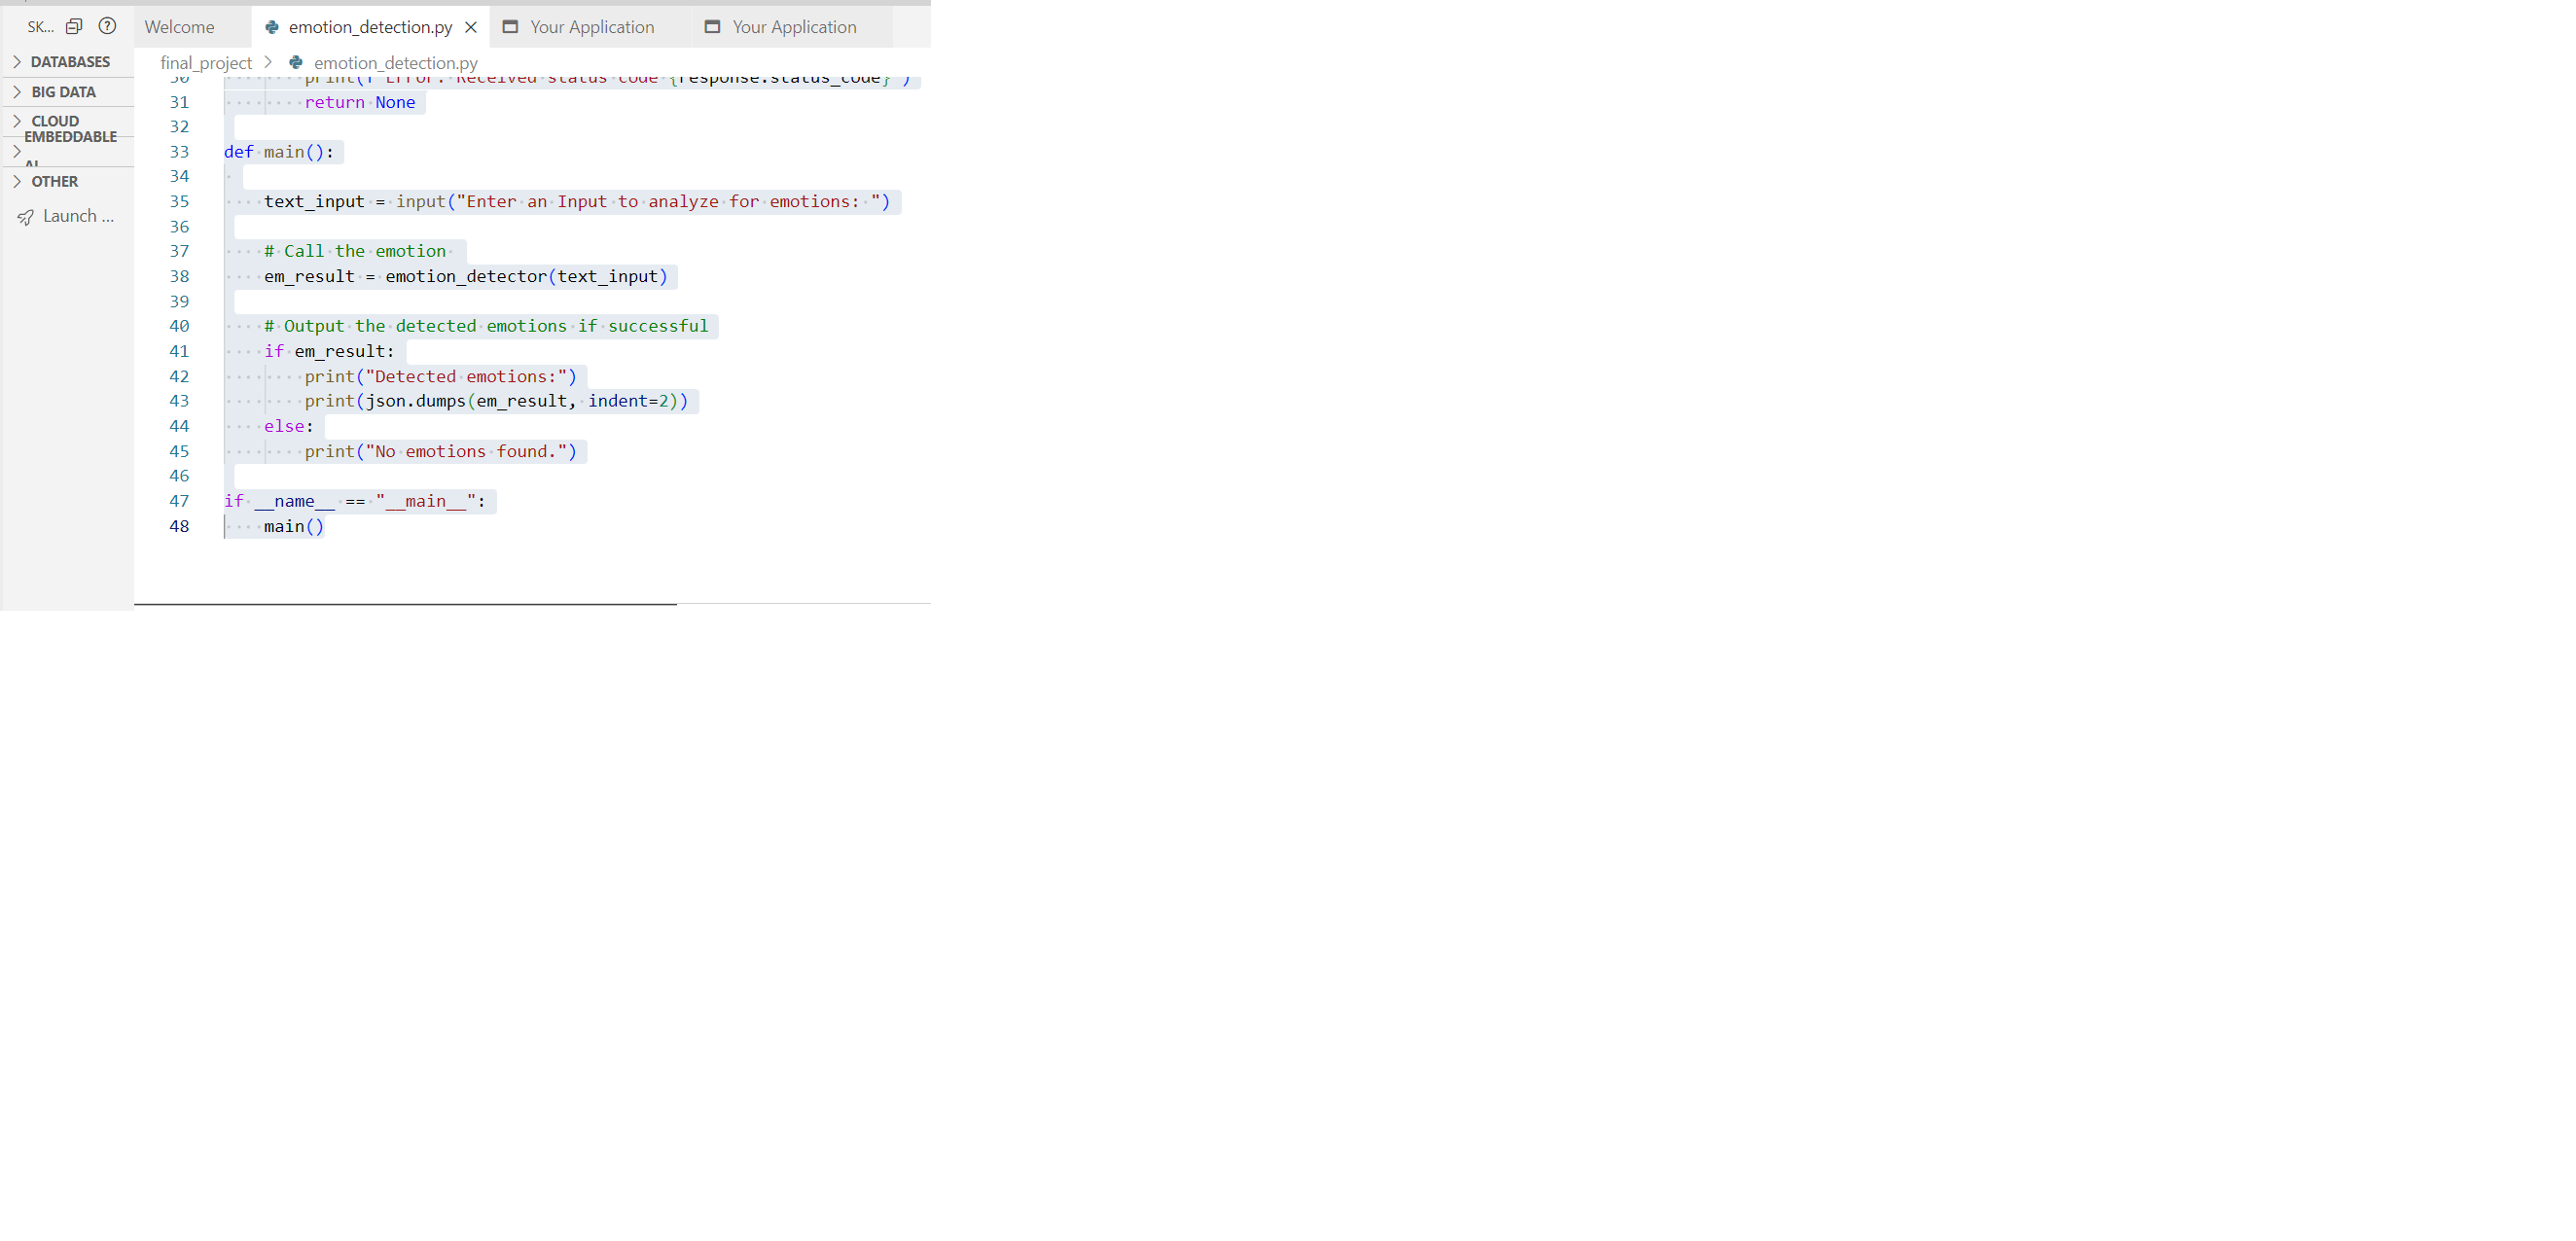 SK...
DATABASES
BIG DATA
CLOUD
EMBEDDABLE
AI
OTHER
Launch ...
Welcome
emotion_detection.py
Your Application
Your Application
final_project > emotion_detection.py
30 print(f"Error: Received status code {response.status_code}")
31 return None
32
33 def main():
34
35 text_input = input("Enter an Input to analyze for emotions: ")
36
37 # Call the emotion
38 em_result = emotion_detector(text_input)
39
40 # Output the detected emotions if successful
41 if em_result:
42 print("Detected emotions:")
43 print(json.dumps(em_result, indent=2))
44 else:
45 print("No emotions found.")
46
47 if __name__ == "__main__":
48 main()